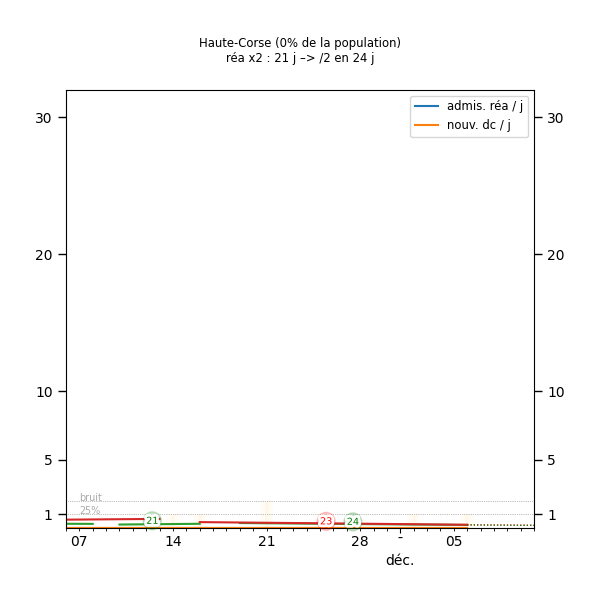 Haute-Corse (0% de la population)
réa x2 : 21 j –> /2 en 24 j
admis. réa / j
nouv. dc / j
30 30
20 20
10 10
5 5
bruit
25%
1 1
21 23 24
07 14 21 28 - 05
déc.